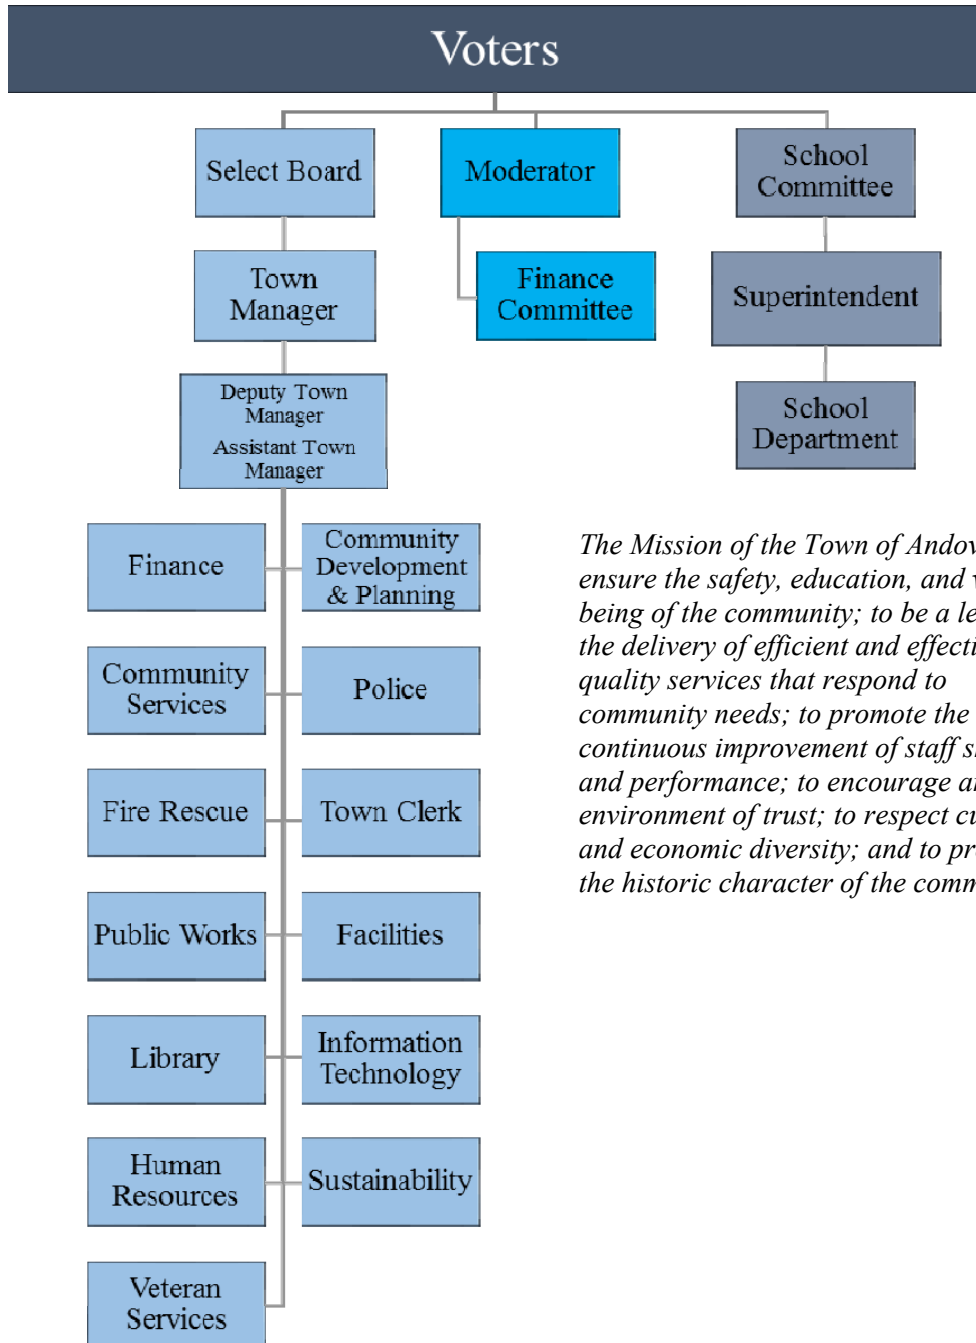 Voters
Select Board
Moderator
School
Committee
Town
Manager
Finance
Committee
Superintendent
Deputy Town
Manager
Assistant Town
Manager
School
Department
Finance
Community
Development
& Planning
Community
Services
Police
Fire Rescue
Town Clerk
Public Works
Facilities
Library
Information
Technology
Human
Resources
Sustainability
Veteran
Services
The Mission of the Town of
ensure the safety, education, and
being of the community; to be a
the delivery of efficient and
quality services that respond to
community needs; to promote the
continuous improvement of staff
and performance; to encourage
environment of trust; to respect
and economic diversity; and to
the historic character of the